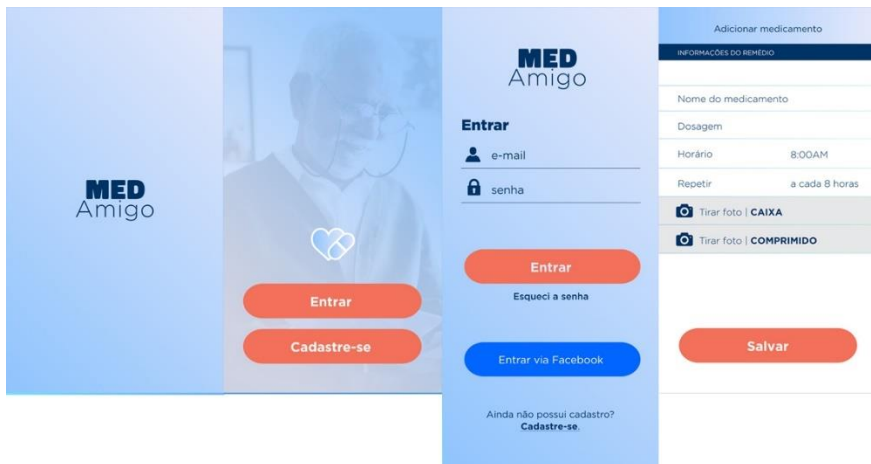 MED
Amigo
Entrar
Cadastre-se
MED
Amigo
Entrar
e-mail
senha
Entrar
Esqueci a senha
Entrar via Facebook
Ainda não possui cadastro?
Cadastre-se.
Adicionar medicamento
INFORMAÇÕES DO REMÉDIO
Nome do medicamento
Dosagem
Horário 8:00AM
Repetir a cada 8 horas
Tirar foto | CAIXA
Tirar foto | COMPRIMIDO
Salvar